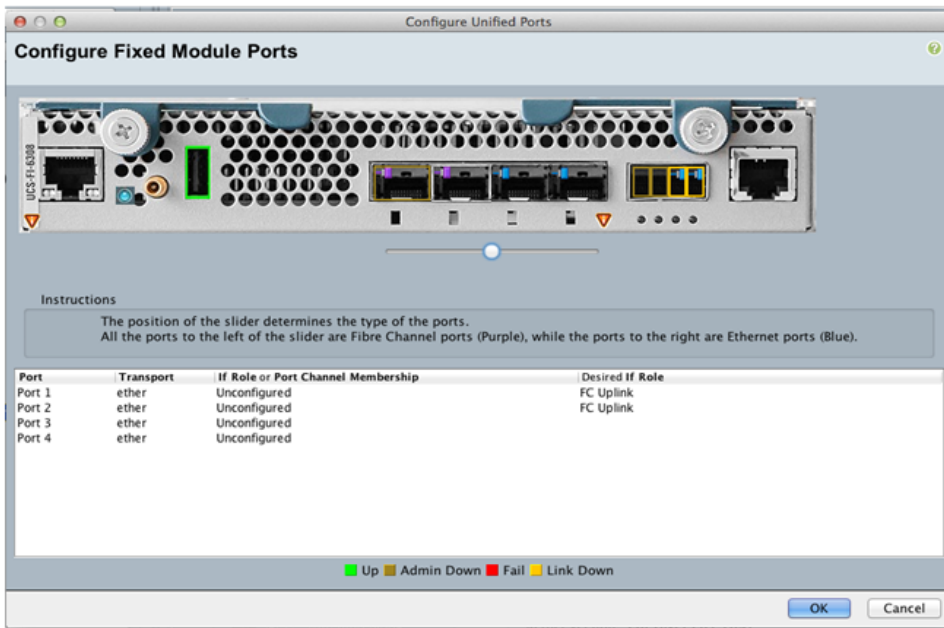 Configure Unified Ports
Configure Fixed Module Ports
?
UCS-FI-6308
Instructions
The position of the slider determines the type of the ports.
All the ports to the left of the slider are Fibre Channel ports (Purple), while the ports to the right are Ethernet ports (Blue).
Port Transport If Role or Port Channel Membership Desired If Role
Port 1 ether Unconfigured FC Uplink
Port 2 ether Unconfigured FC Uplink
Port 3 ether Unconfigured
Port 4 ether Unconfigured
Up Admin Down Fail Link Down
OK Cancel